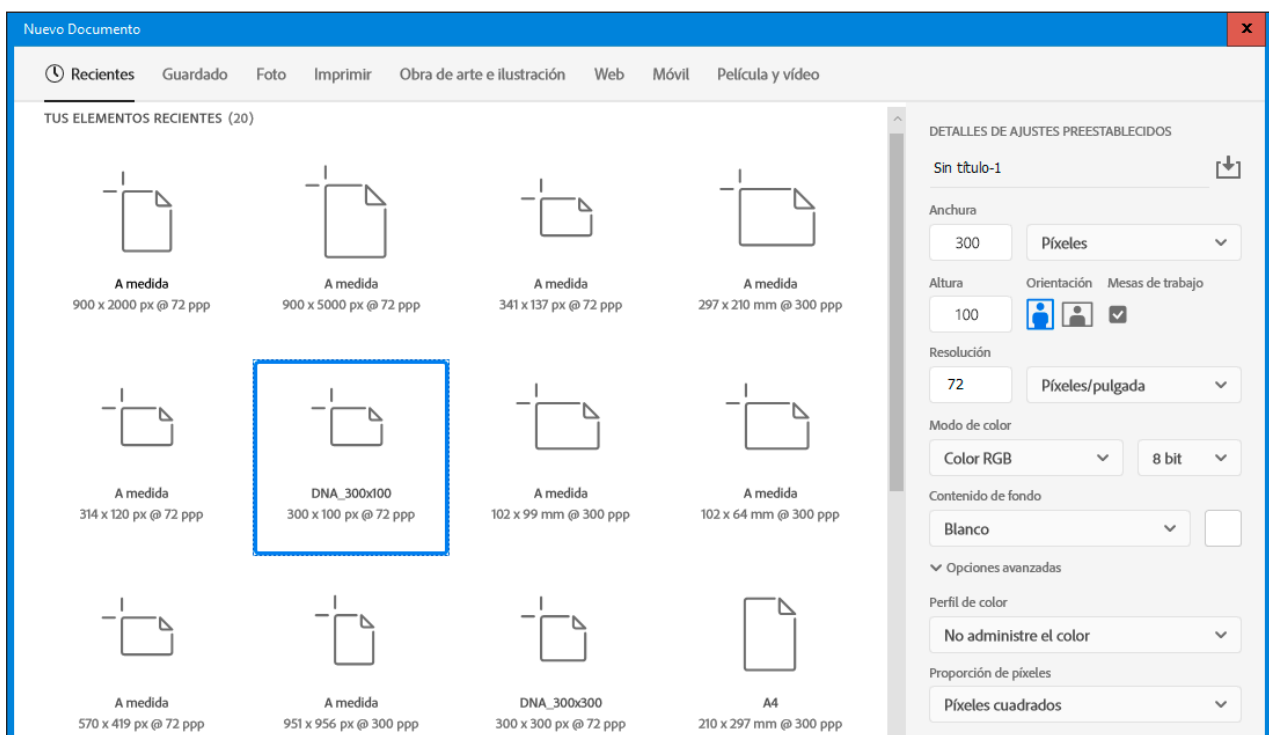 Nuevo Documento
x
Recientes Guardado Foto Imprimir Obra de arte e ilustración Web Móvil Película y vídeo
TUS ELEMENTOS RECIENTES (20)
A medida
900 x 2000 px @ 72 ppp
A medida
900 x 5000 px @ 72 ppp
A medida
341 x 137 px @ 72 ppp
A medida
297 x 210 mm @ 300 ppp
A medida
314 x 120 px @ 72 ppp
DNA_300x100
300 x 100 px @ 72 ppp
A medida
102 x 99 mm @ 300 ppp
A medida
102 x 64 mm @ 300 ppp
A medida
570 x 419 px @ 72 ppp
A medida
951 x 956 px @ 300 ppp
DNA_300x300
300 x 300 px @ 72 ppp
A4
210 x 297 mm @ 300 ppp
DETALLES DE AJUSTES PREESTABLECIDOS
Sin título-1
Anchura
300 Píxeles
Altura Orientación Mesas de trabajo
100
Resolución
72 Píxeles/pulgada
Modo de color
Color RGB 8 bit
Contenido de fondo
Blanco
Opciones avanzadas
Perfil de color
No administre el color
Proporción de píxeles
Píxeles cuadrados